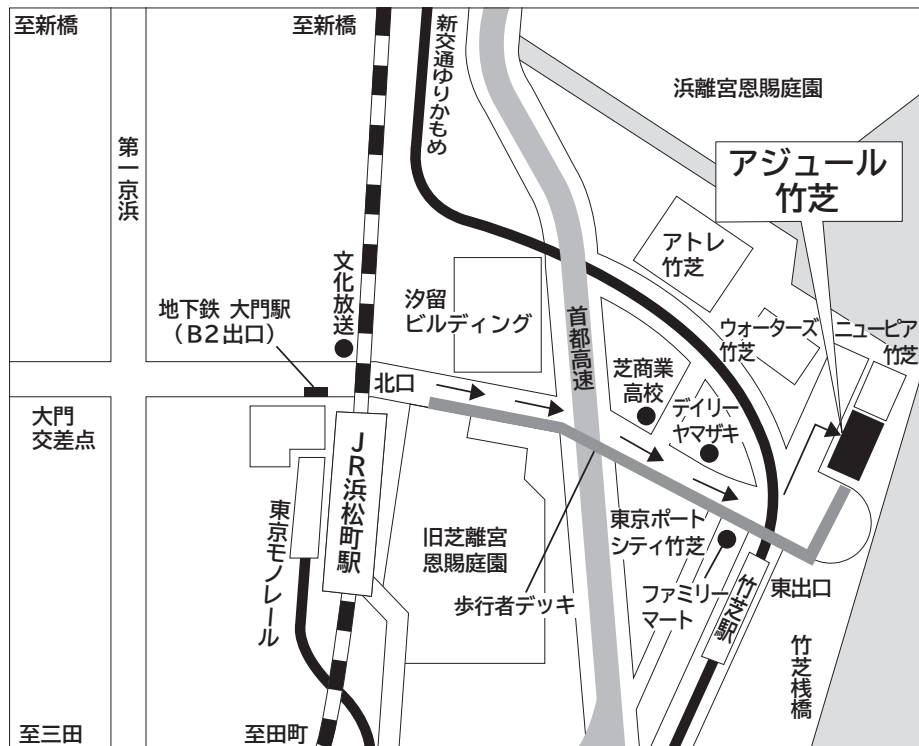 至新橋
至新橋
新交通ゆりかもめ
浜離宮恩賜庭園
第一京浜
アジュール
竹芝
アトレ
竹芝
文化放送
汐留
ビルディング
地下鉄 大門駅
(B2出口)
首都高速
ウォーターズ
竹芝
ニューピア
竹芝
北口
芝商業
高校
デイリー
ヤマザキ
大門
交差点
JR浜松町駅
東京モノレール
旧芝離宮
恩賜庭園
東京ポート
シティ竹芝
歩行者デッキ
ファミリー
マート
竹芝駅
東出口
竹芝桟橋
至三田
至田町